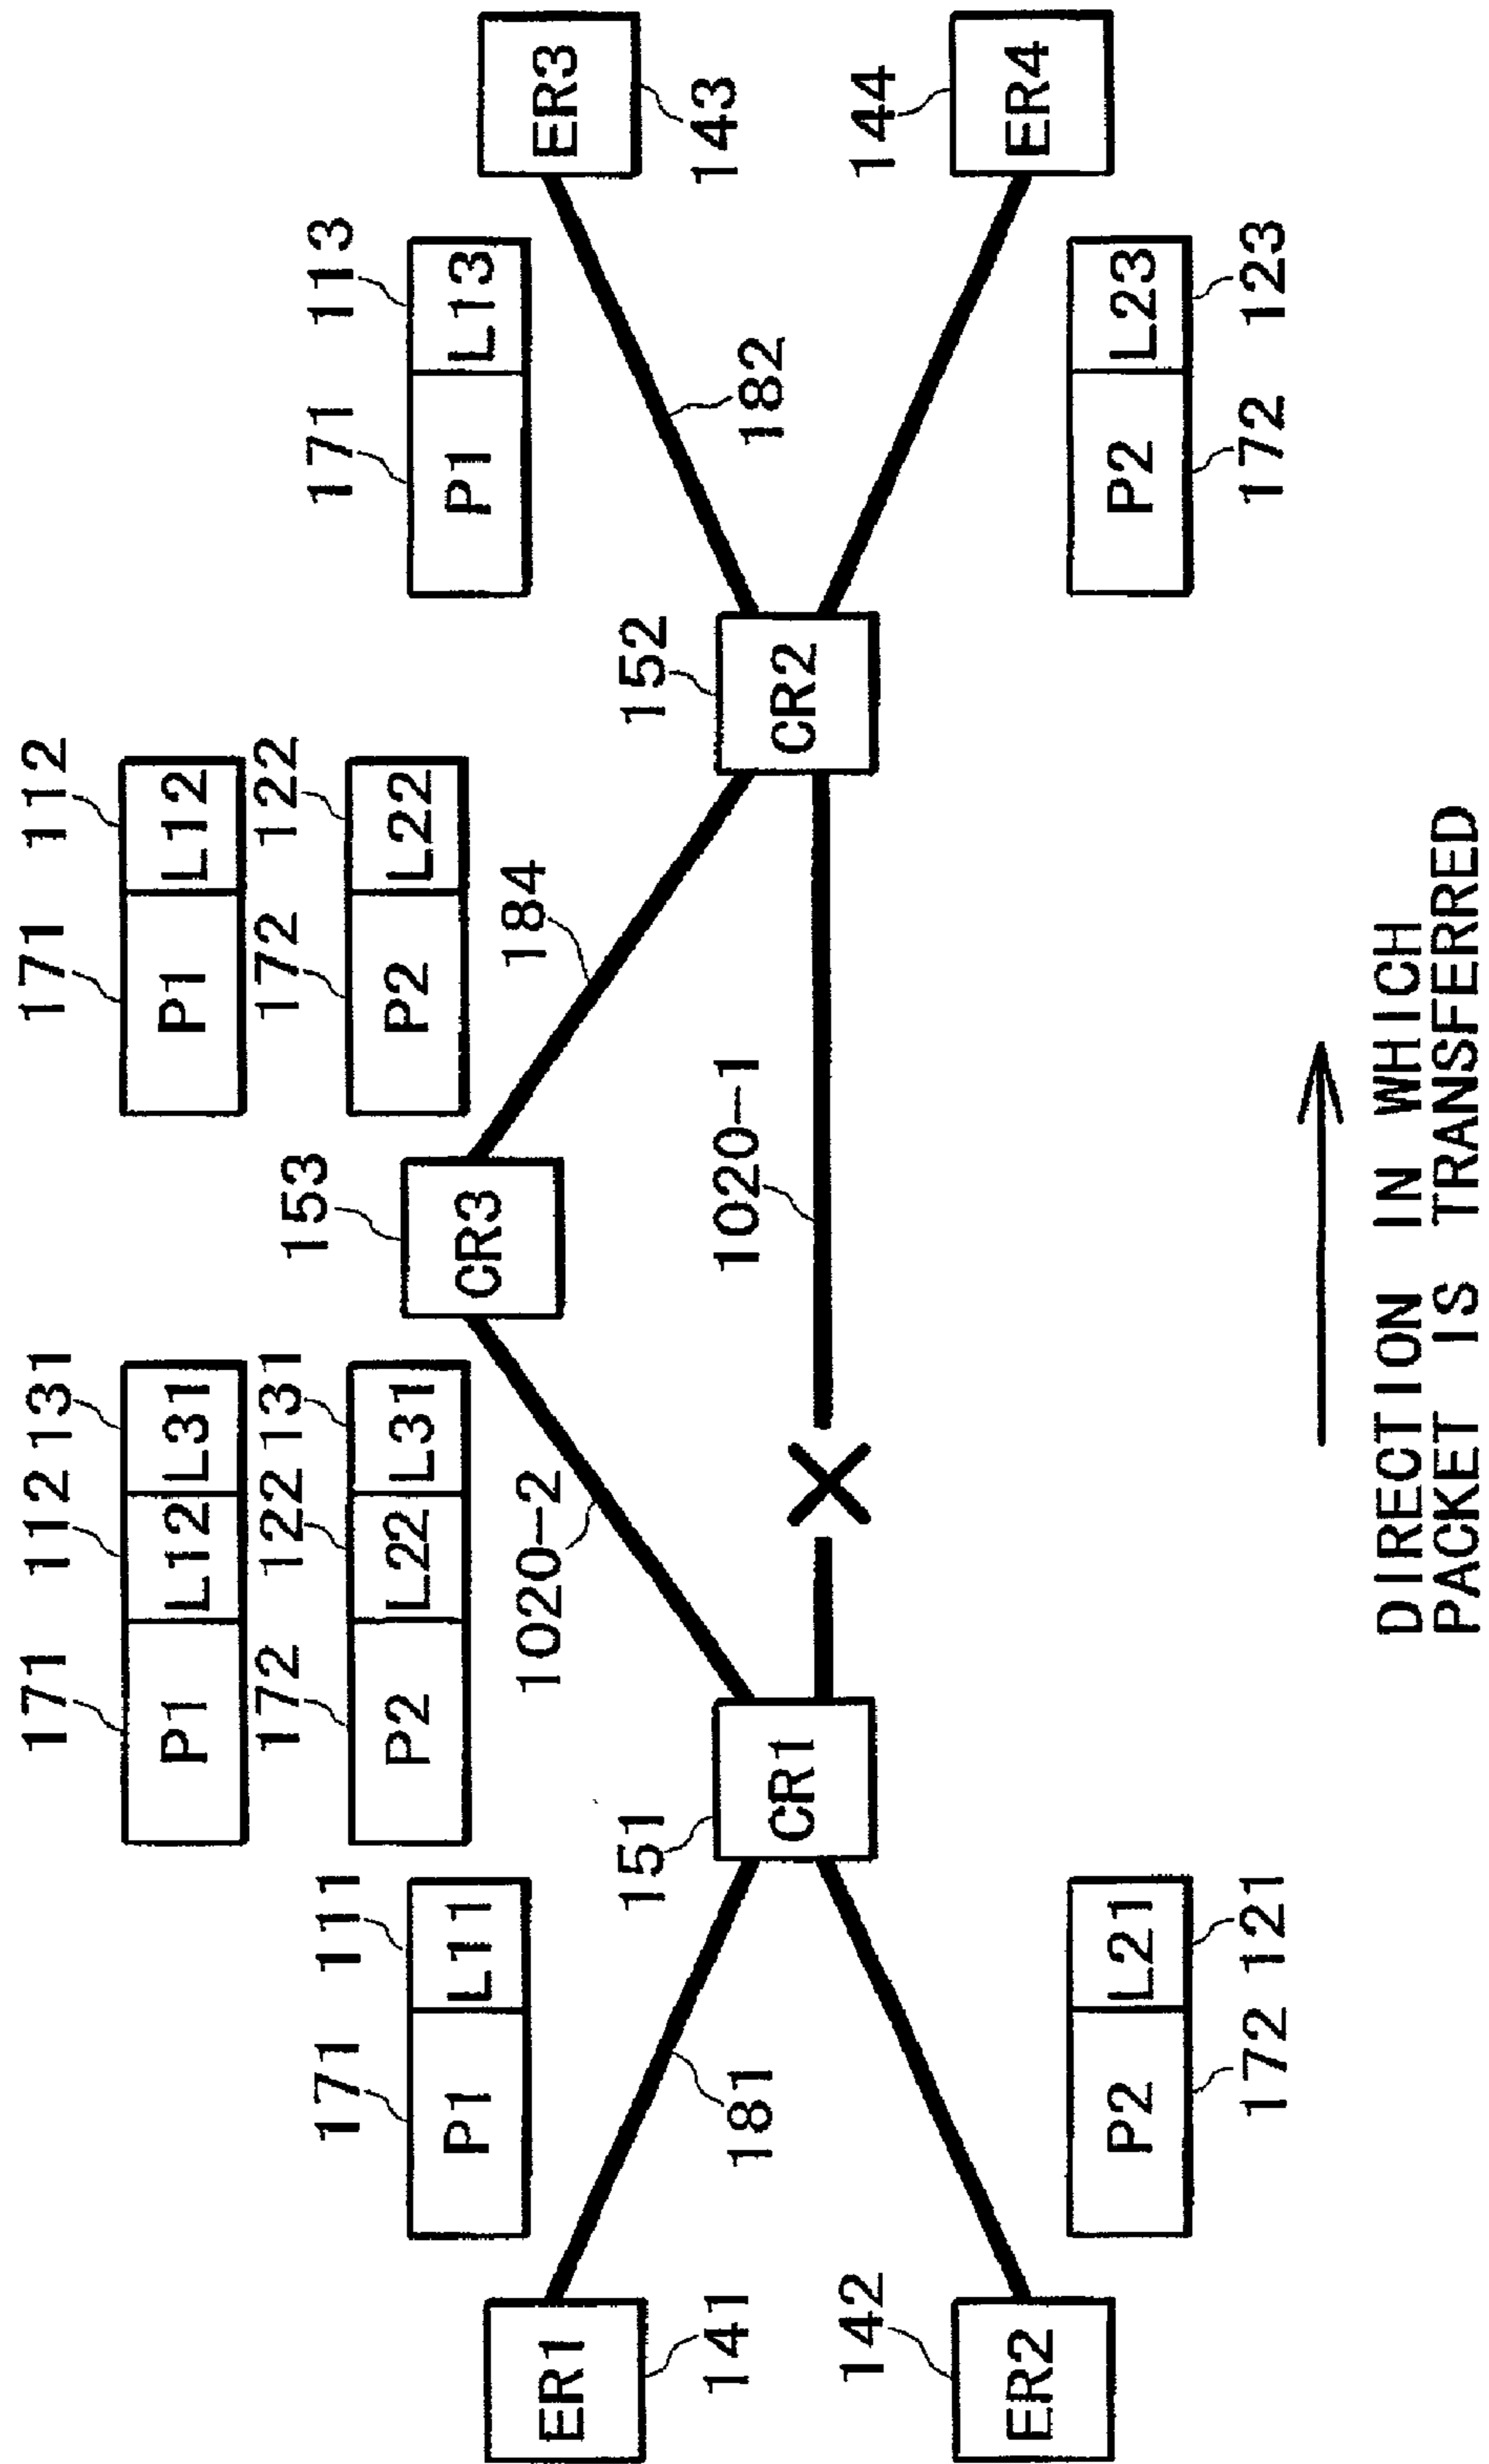 171 112 131
P1 L12 L31
172 122 131
P2 L22 L31
171 112
P1 L12
172 122
P2 L22
171 111
P1 L11
171 113
P1 L13
1020-2
153
CR3
184
ER1
141
181
151
CR1
1020-1
152
CR2
182
ER3
143
142
ER2
144
ER4
P2 L21
172 121
P2 L23
172 123
DIRECTION IN WHICH
PACKET IS TRANSFERRED